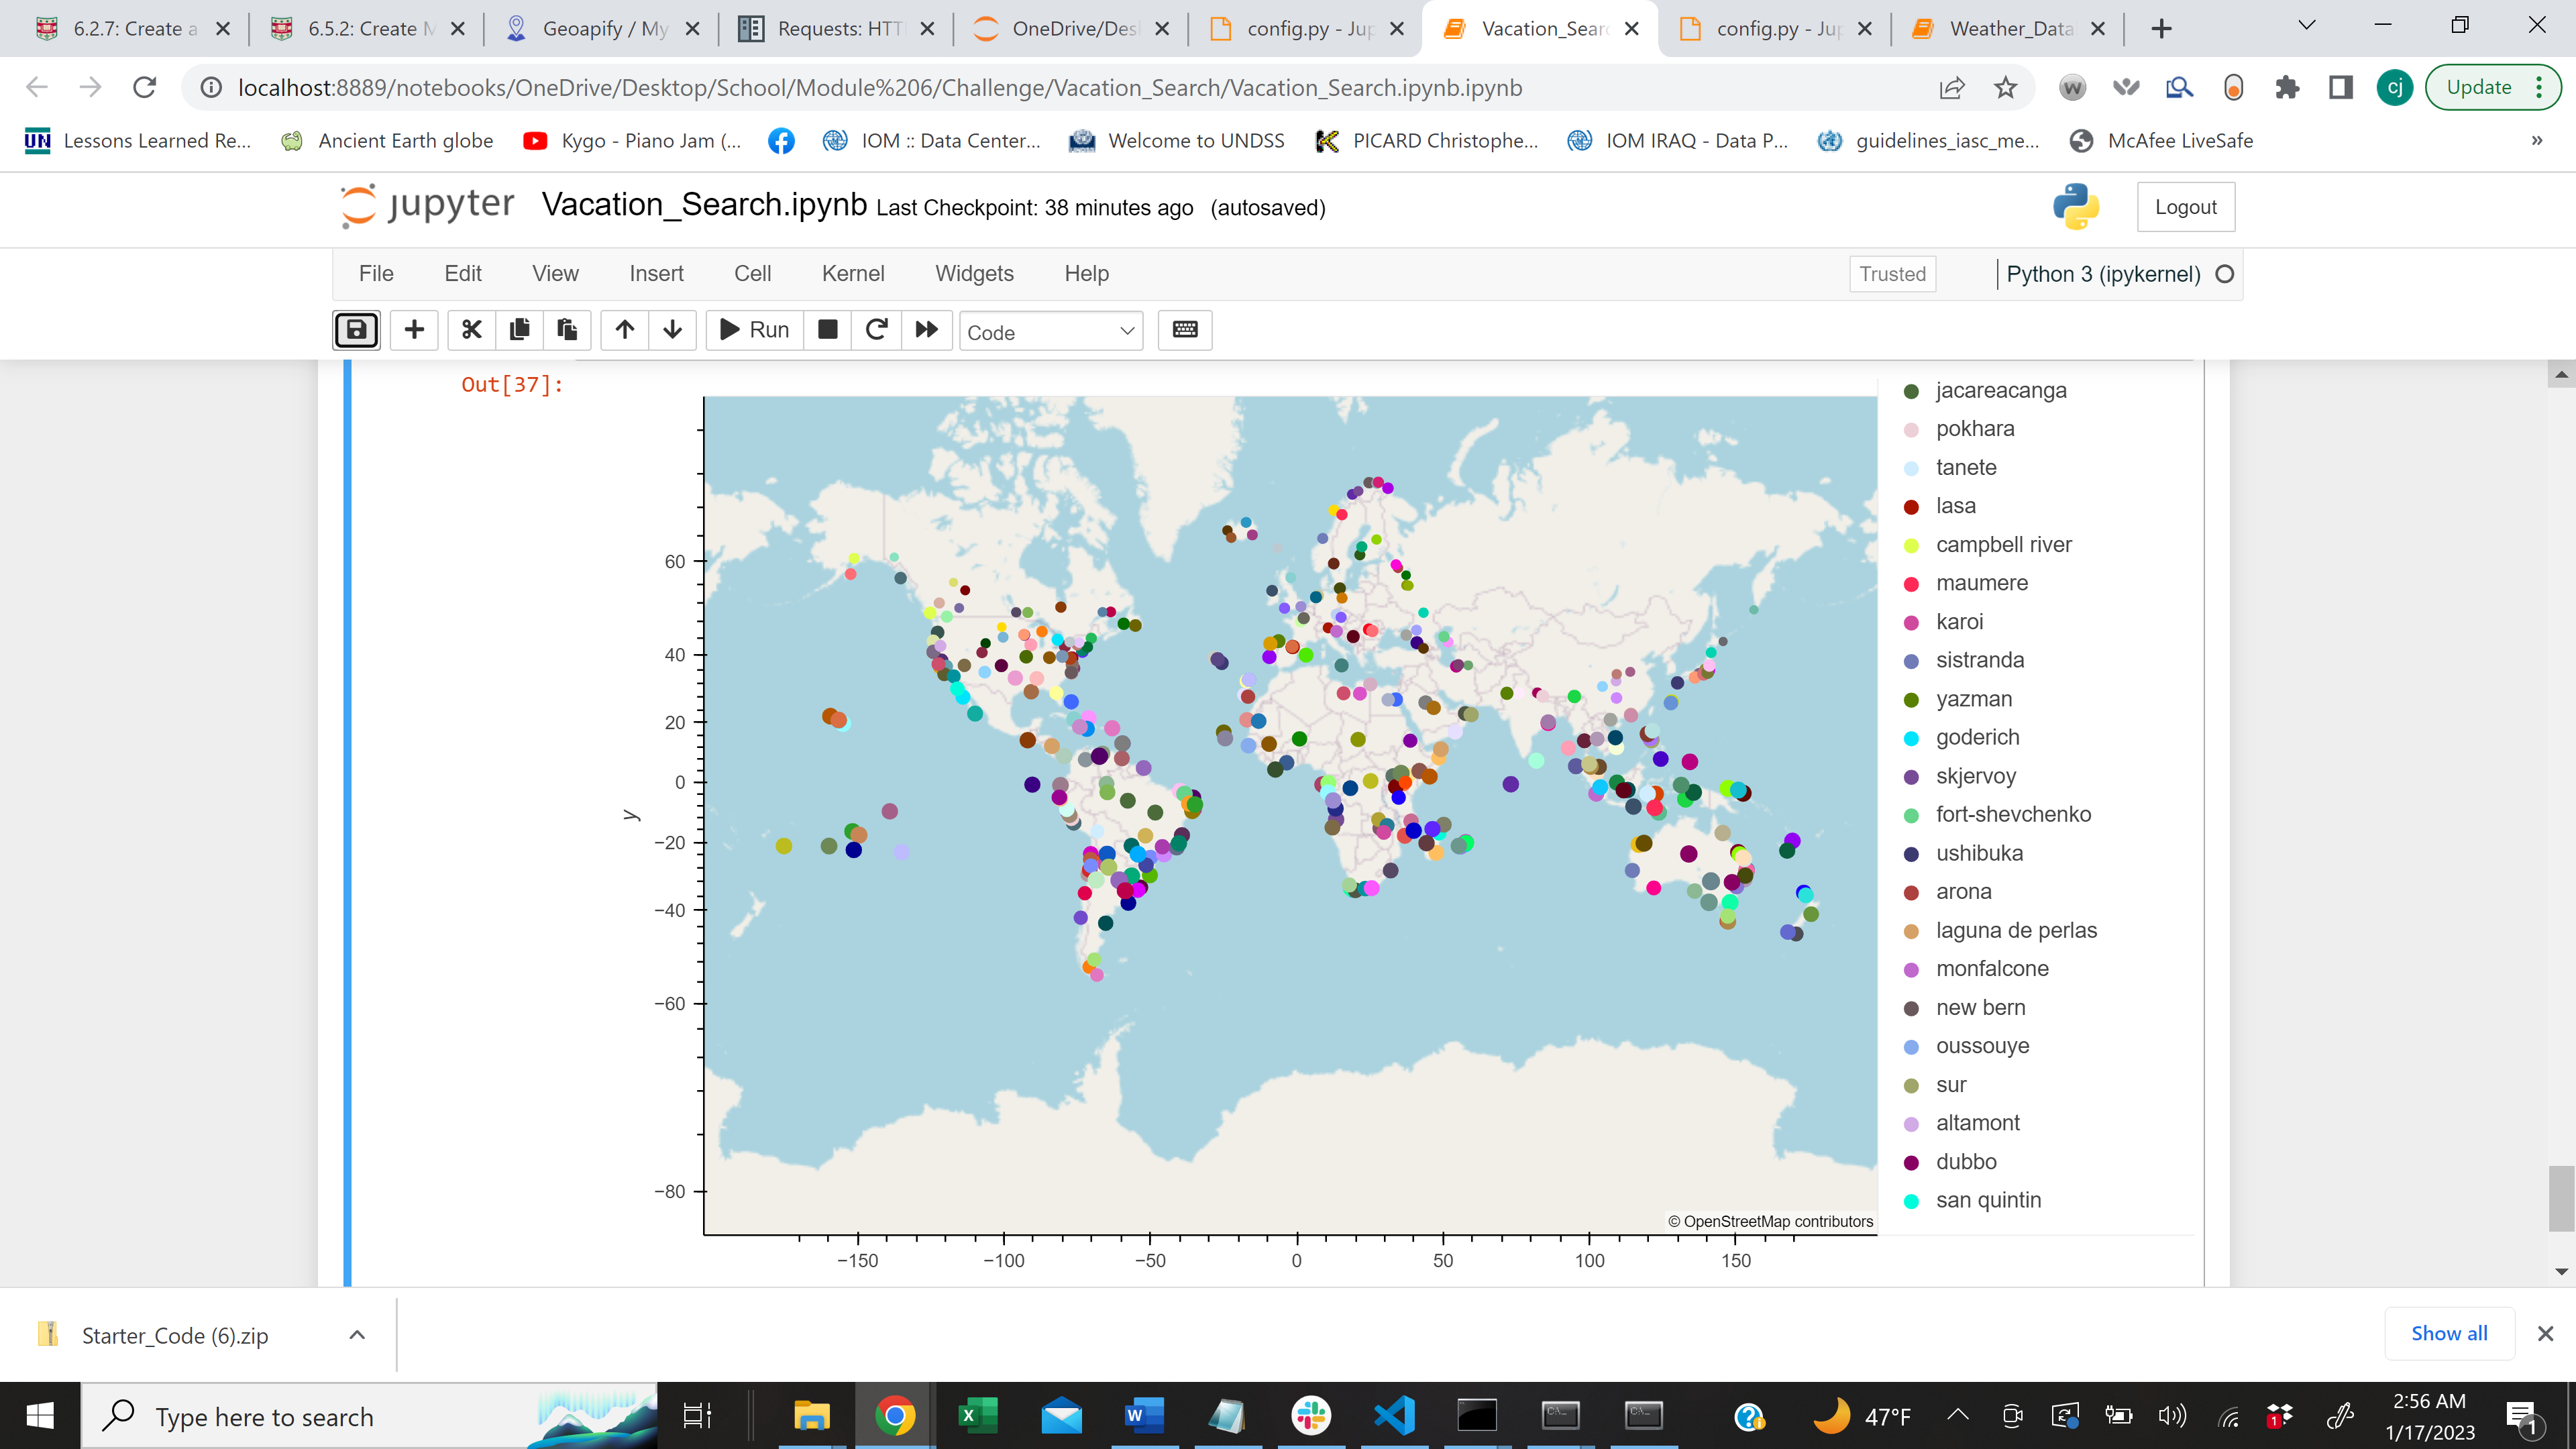 6.2.7: Create a
6.5.2: Create M
Geoapify / My
Requests: HTT
OneDrive/Des
config.py - Jup
Vacation_Sear
config.py - Jup
Weather_Data
localhost:8889/notebooks/OneDrive/Desktop/School/Module%206/Challenge/Vacation_Search/Vacation_Search.ipynb.ipynb
cj
Update
UN Lessons Learned Re...
Ancient Earth globe
Kygo - Piano Jam (...
IOM :: Data Center...
Welcome to UNDSS
PICARD Christophe...
IOM IRAQ - Data P...
guidelines_iasc_me...
McAfee LiveSafe
»
jupyter Vacation_Search.ipynb Last Checkpoint: 38 minutes ago (autosaved)
Logout
File Edit View Insert Cell Kernel Widgets Help
Trusted
Python 3 (ipykernel)
Run
Code
Out[37]:
60
40
20
0
−20
−40
−60
−80
y
−150 −100 −50 0 50 100 150
© OpenStreetMap contributors
jacareacanga
pokhara
tanete
lasa
campbell river
maumere
karoi
sistranda
yazman
goderich
skjervoy
fort-shevchenko
ushibuka
arona
laguna de perlas
monfalcone
new bern
oussouye
sur
altamont
dubbo
san quintin
Starter_Code (6).zip
Show all
Type here to search
47°F
2:56 AM
1/17/2023
1